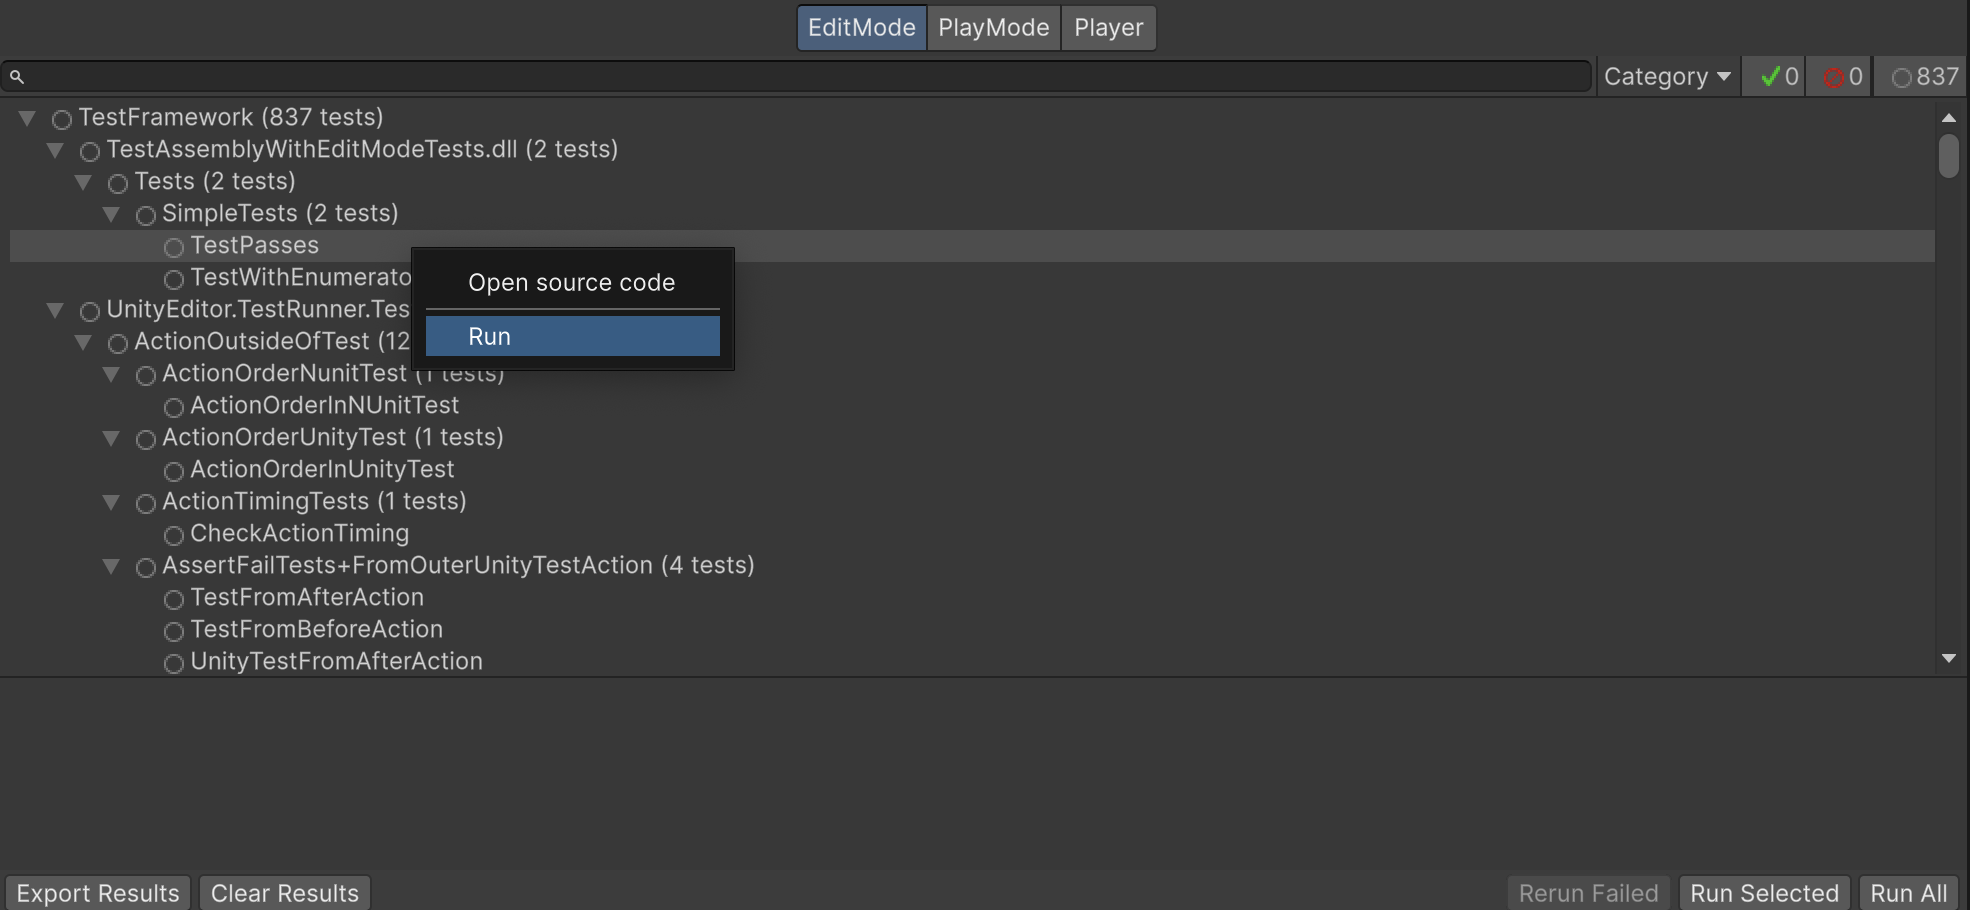 EditMode PlayMode Player
Category 0 0 837
TestFramework (837 tests)
TestAssemblyWithEditModeTests.dll (2 tests)
Tests (2 tests)
SimpleTests (2 tests)
TestPasses
Open source code
TestWithEnumerato
UnityEditor.TestRunner.Tes
Run
ActionOutsideOfTest (12
ActionOrderNunitTest (1 tests)
ActionOrderInNUnitTest
ActionOrderUnityTest (1 tests)
ActionOrderInUnityTest
ActionTimingTests (1 tests)
CheckActionTiming
AssertFailTests+FromOuterUnityTestAction (4 tests)
TestFromAfterAction
TestFromBeforeAction
UnityTestFromAfterAction
Export Results Clear Results Rerun Failed Run Selected Run All